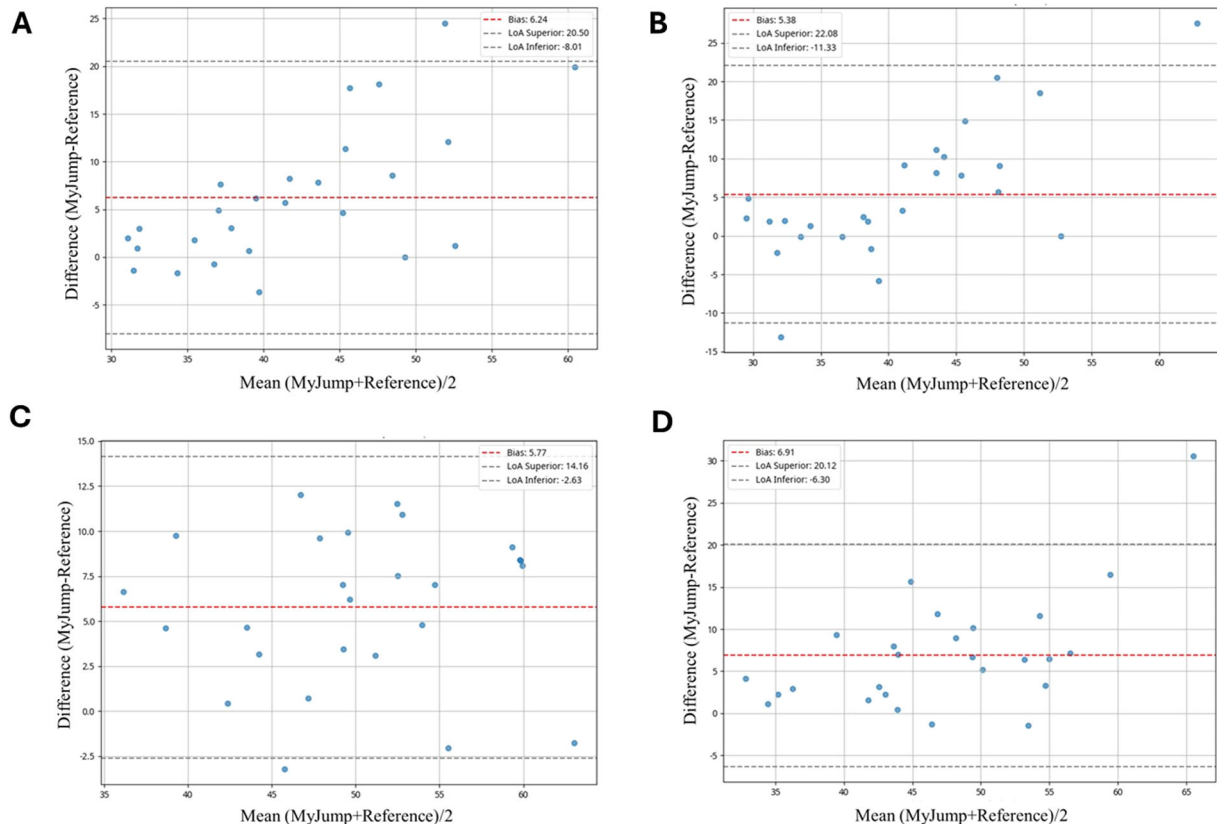 A
Bias: 6.24
LoA Superior: 20.50
LoA Inferior: -8.01
Difference (MyJump-Reference)
25
20
15
10
5
0
-5
30 35 40 45 50 55 60
Mean (MyJump+Reference)/2
B
Bias: 5.38
LoA Superior: 22.08
LoA Inferior: -11.33
Difference (MyJump-Reference)
25
20
15
10
5
0
-5
-10
-15
30 35 40 45 50 55 60
Mean (MyJump+Reference)/2
C
Bias: 5.77
LoA Superior: 14.16
LoA Inferior: -2.63
Difference (MyJump-Reference)
15.0
12.5
10.0
7.5
5.0
2.5
0.0
-2.5
35 40 45 50 55 60
Mean (MyJump+Reference)/2
D
Bias: 6.91
LoA Superior: 20.12
LoA Inferior: -6.30
Difference (MyJump-Reference)
30
25
20
15
10
5
0
-5
35 40 45 50 55 60 65
Mean (MyJump+Reference)/2